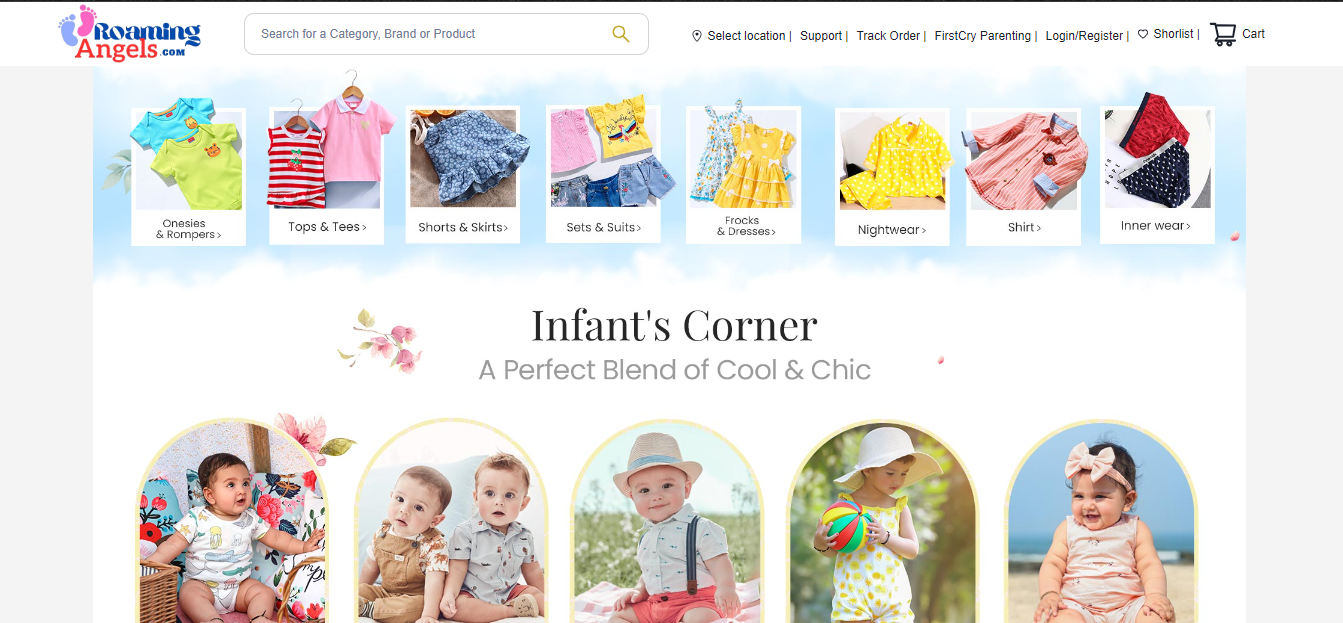 Roaming
Angels.COM
Search for a Category, Brand or Product
Select location | Support | Track Order | FirstCry Parenting | Login/Register | Shorlist | Cart
Onesies
& Rompers >
Tops & Tees >
Shorts & Skirts >
Sets & Suits >
Frocks
& Dresses >
Nightwear >
Shirt >
Inner wear >
Infant's Corner
A Perfect Blend of Cool & Chic